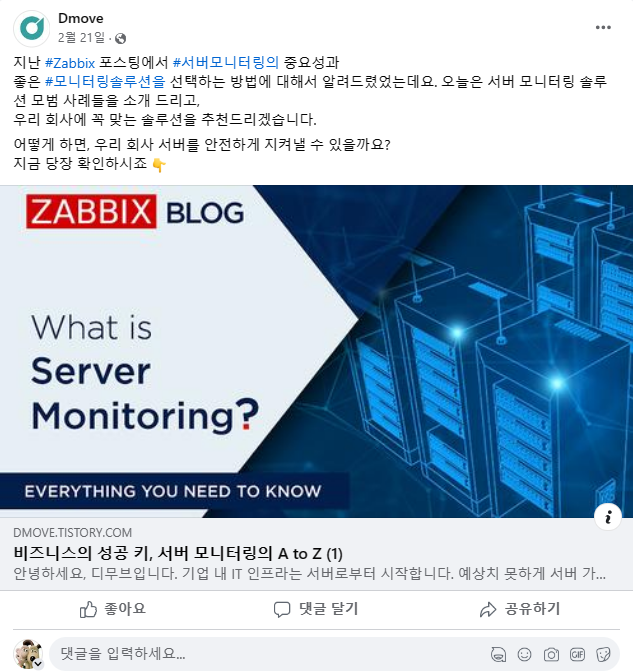 Dmove
2월 21일 ·
지난 #Zabbix 포스팅에서 #서버모니터링의 중요성과
좋은 #모니터링솔루션을 선택하는 방법에 대해서 알려드렸었는데요. 오늘은 서버 모니터링 솔루
션 모범 사례들을 소개 드리고,
우리 회사에 꼭 맞는 솔루션을 추천드리겠습니다.
어떻게 하면, 우리 회사 서버를 안전하게 지켜낼 수 있을까요?
지금 당장 확인하시죠 👇
ZABBIX BLOG
What is
Server
Monitoring?
EVERYTHING YOU NEED TO KNOW
DMOVE.TISTORY.COM
비즈니스의 성공 키, 서버 모니터링의 A to Z (1)
안녕하세요, 디무브입니다. 기업 내 IT 인프라는 서버로부터 시작합니다. 예상치 못하게 서버 가...
좋아요 댓글 달기 공유하기
댓글을 입력하세요...
GIF